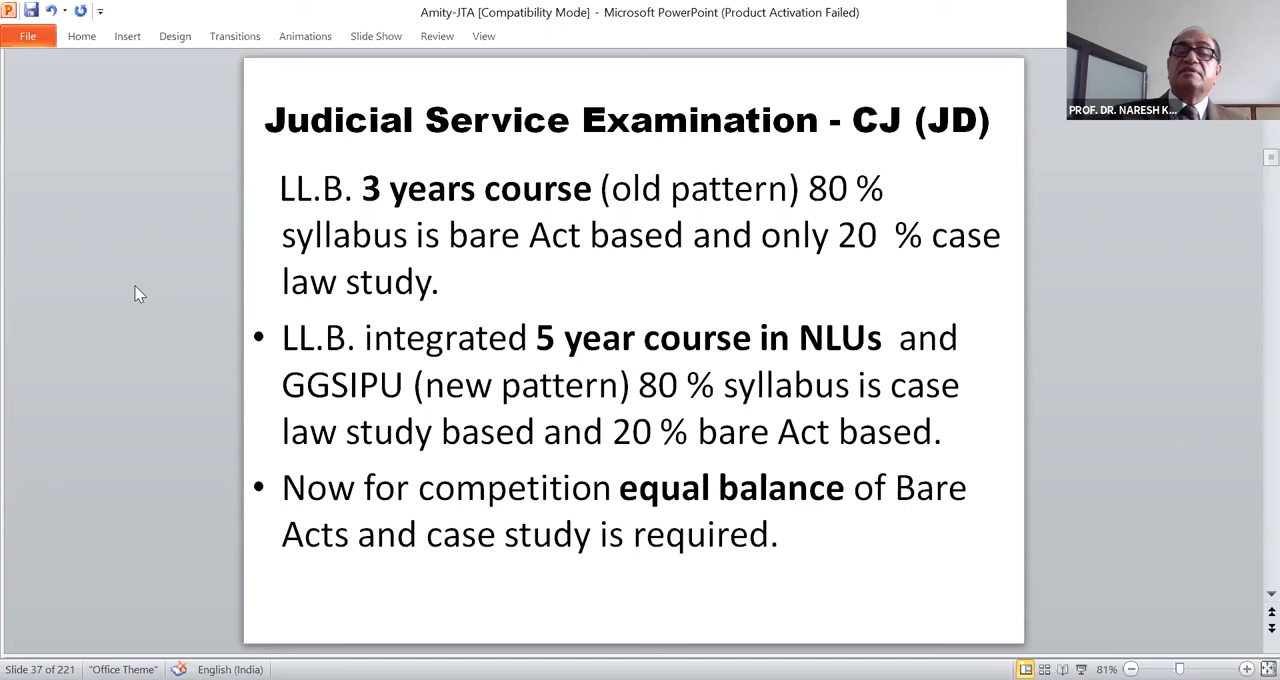 Amity-JTA [Compatibility Mode] - Microsoft PowerPoint (Product Activation Failed)
File Home Insert Design Transitions Animations Slide Show Review View
PROF. DR. NARESH K...
Judicial Service Examination - CJ (JD)
LL.B. 3 years course (old pattern) 80 %
syllabus is bare Act based and only 20 % case
law study.
• LL.B. integrated 5 year course in NLUs and
GGSIPU (new pattern) 80 % syllabus is case
law study based and 20 % bare Act based.
• Now for competition equal balance of Bare
Acts and case study is required.
Slide 37 of 221 "Office Theme" English (India) 81%